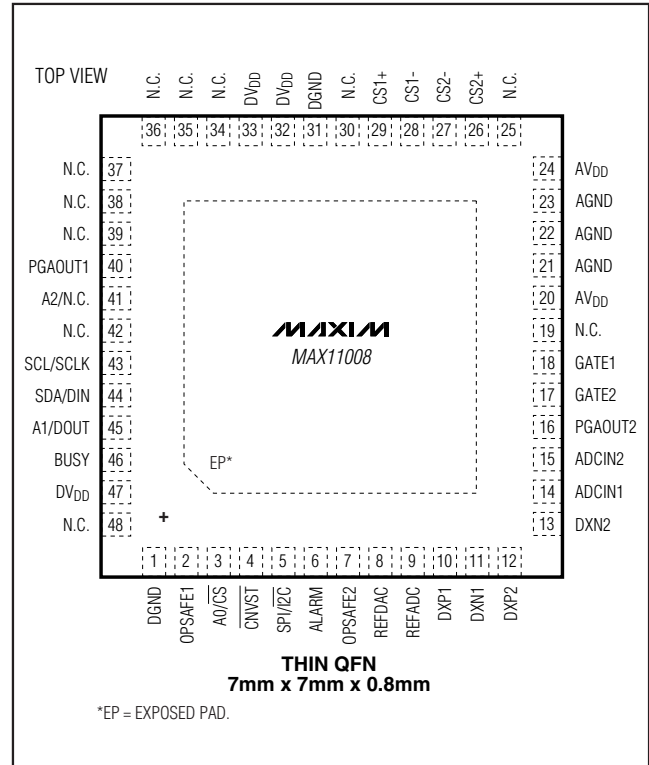 TOP VIEW
N.C. N.C. N.C. DVDD DVDD DGND N.C. CS1+ CS1- CS2- CS2+ N.C.
36 35 34 33 32 31 30 29 28 27 26 25
N.C. 37 24 AVDD
N.C. 38 23 AGND
N.C. 39 22 AGND
PGAOUT1 40 21 AGND
A2/N.C. 41 20 AVDD
N.C. 42 19 N.C.
SCL/SCLK 43 18 GATE1
SDA/DIN 44 17 GATE2
A1/DOUT 45 16 PGAOUT2
BUSY 46 15 ADCIN2
DVDD 47 14 ADCIN1
N.C. 48 13 DXN2
MAXIM
MAX11008
EP*
+
1 2 3 4 5 6 7 8 9 10 11 12
DGND OPSAFE1 A0/CS CNVST SPI/I2C ALARM OPSAFE2 REFDAC REFADC DXP1 DXN1 DXP2
THIN QFN
7mm x 7mm x 0.8mm
*EP = EXPOSED PAD.